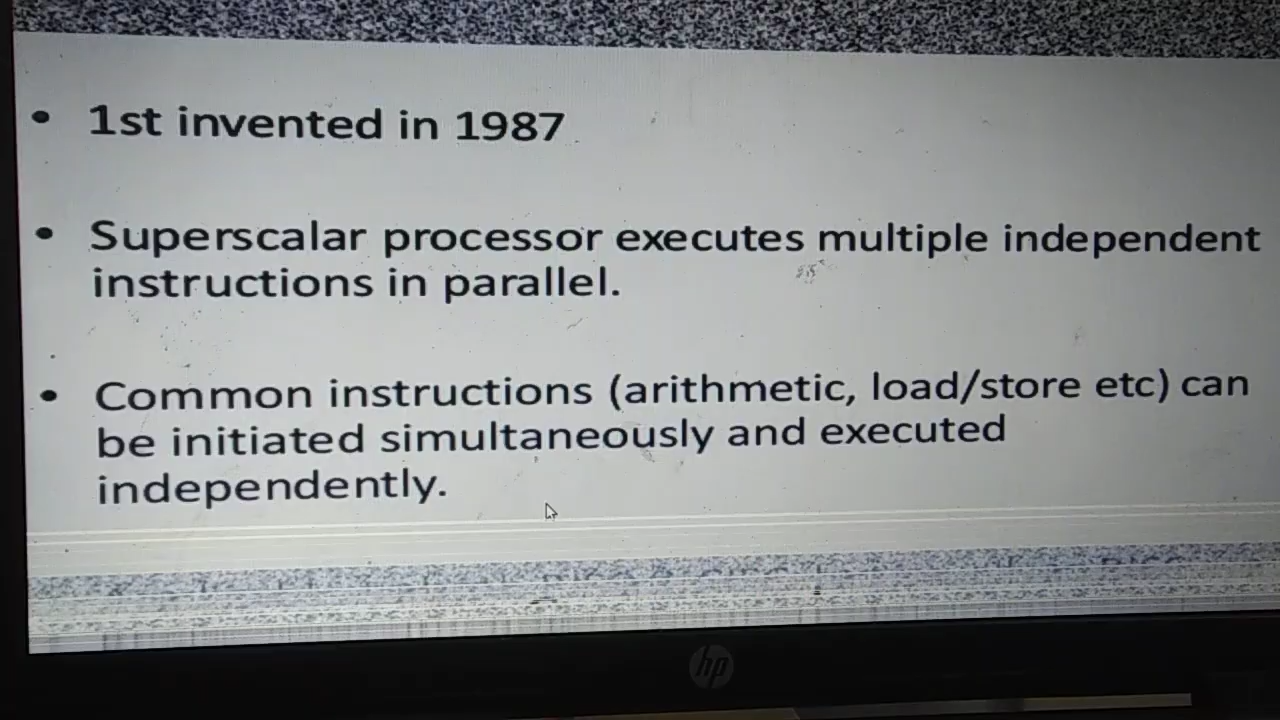 • 1st invented in 1987
• Superscalar processor executes multiple independent
instructions in parallel.
• Common instructions (arithmetic, load/store etc) can
be initiated simultaneously and executed
independently.
hp